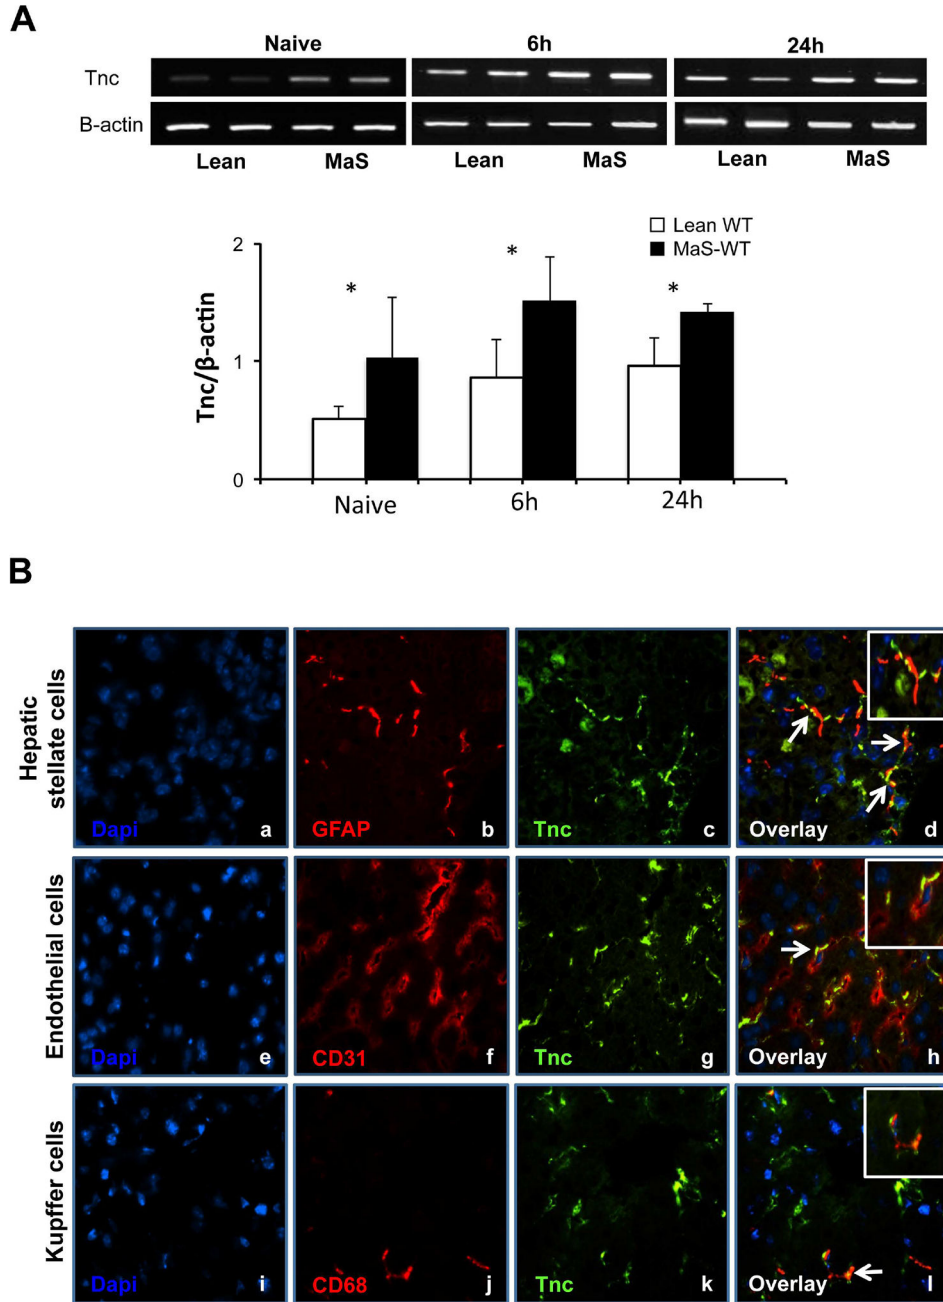 A
Naive 6h 24h
Tnc
B-actin
Lean MaS Lean MaS Lean MaS
Lean WT
MaS-WT
Tnc/β-actin
2
1
0
* * *
Naive 6h 24h
B
Hepatic
stellate cells
Dapi a GFAP b Tnc c Overlay d
Endothelial cells
Dapi e CD31 f Tnc g Overlay h
Kupffer cells
Dapi i CD68 j Tnc k Overlay l